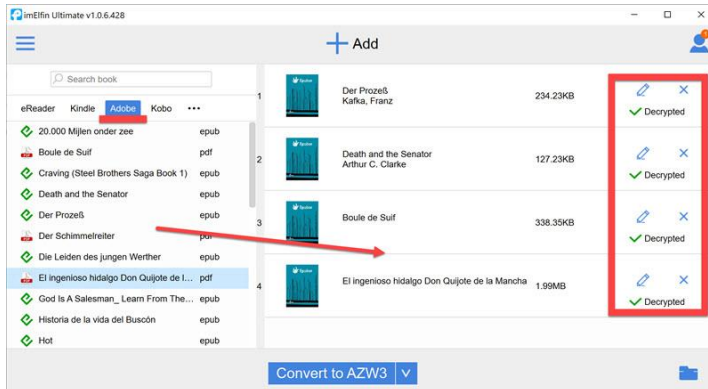 imElfin Ultimate v1.0.6.428
Add
Search book
eReader Kindle Adobe Kobo •••
20.000 Mijlen onder zee epub
Boule de Suif pdf
Craving (Steel Brothers Saga Book 1) epub
Death and the Senator epub
Der Prozeß epub
Der Schimmelreiter pdf
Die Leiden des jungen Werther epub
El ingenioso hidalgo Don Quijote de l... pdf
God Is A Salesman_ Learn From The... epub
Historia de la vida del Buscón epub
Hot epub
1
Der Prozeß
Kafka, Franz
234.23KB
Decrypted
2
Death and the Senator
Arthur C. Clarke
127.23KB
Decrypted
3
Boule de Suif
338.35KB
Decrypted
4
El ingenioso hidalgo Don Quijote de la Mancha
1.99MB
Decrypted
Convert to AZW3